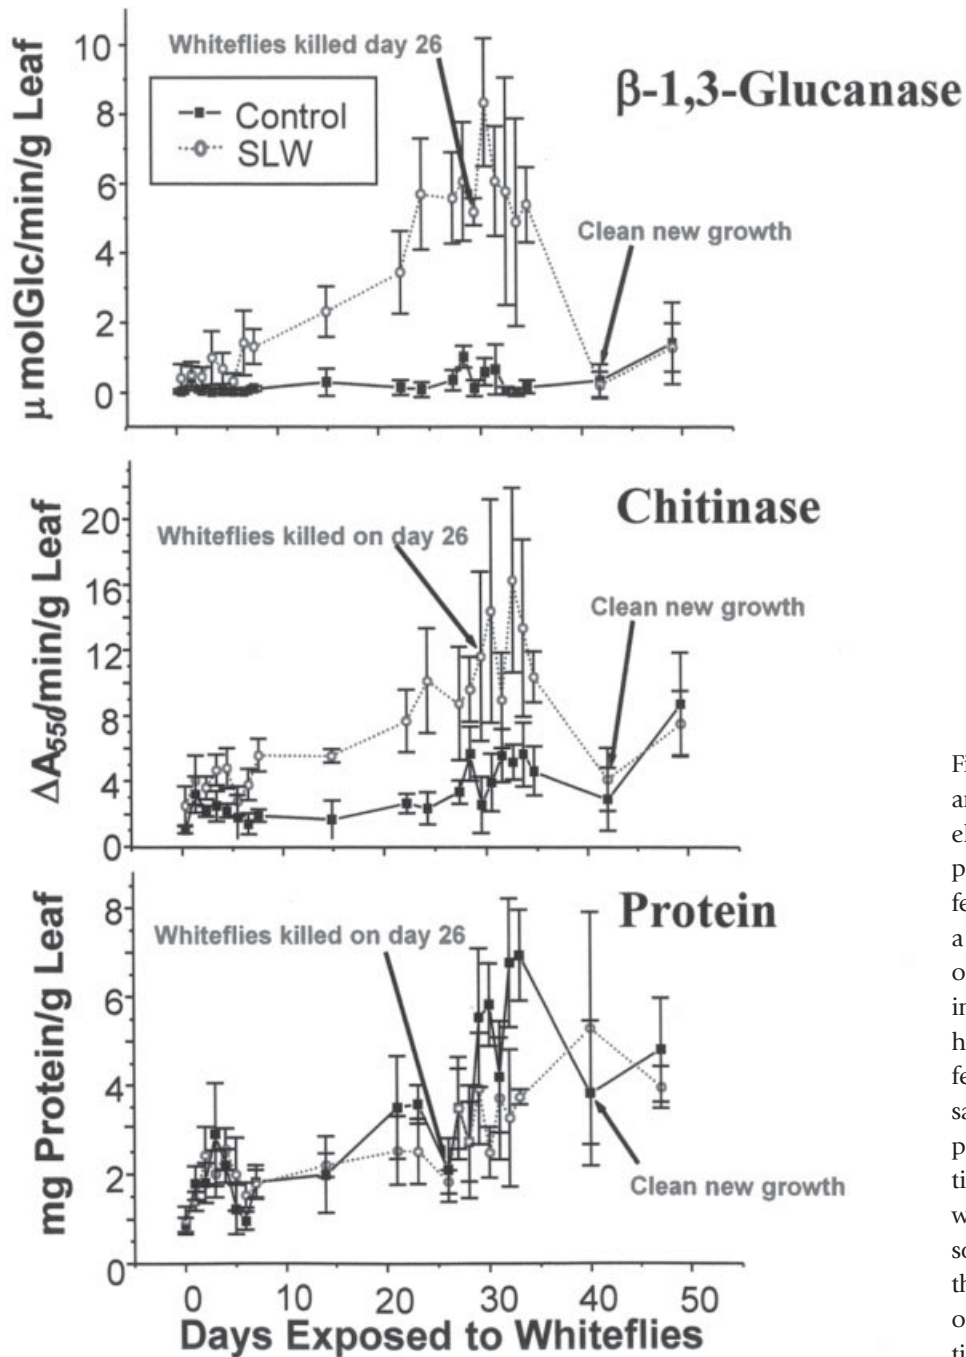 β-1,3-Glucanase
μ molGlc/min/g Leaf
10
8
6
4
2
0
Whiteflies killed day 26
Control
SLW
Clean new growth
Chitinase
ΔA550/min/g Leaf
20
16
12
8
4
0
Whiteflies killed on day 26
Clean new growth
Protein
mg Protein/g Leaf
8
6
4
2
0
Whiteflies killed on day 26
Clean new growth
0 10 20 30 40 50
Days Exposed to Whiteflies